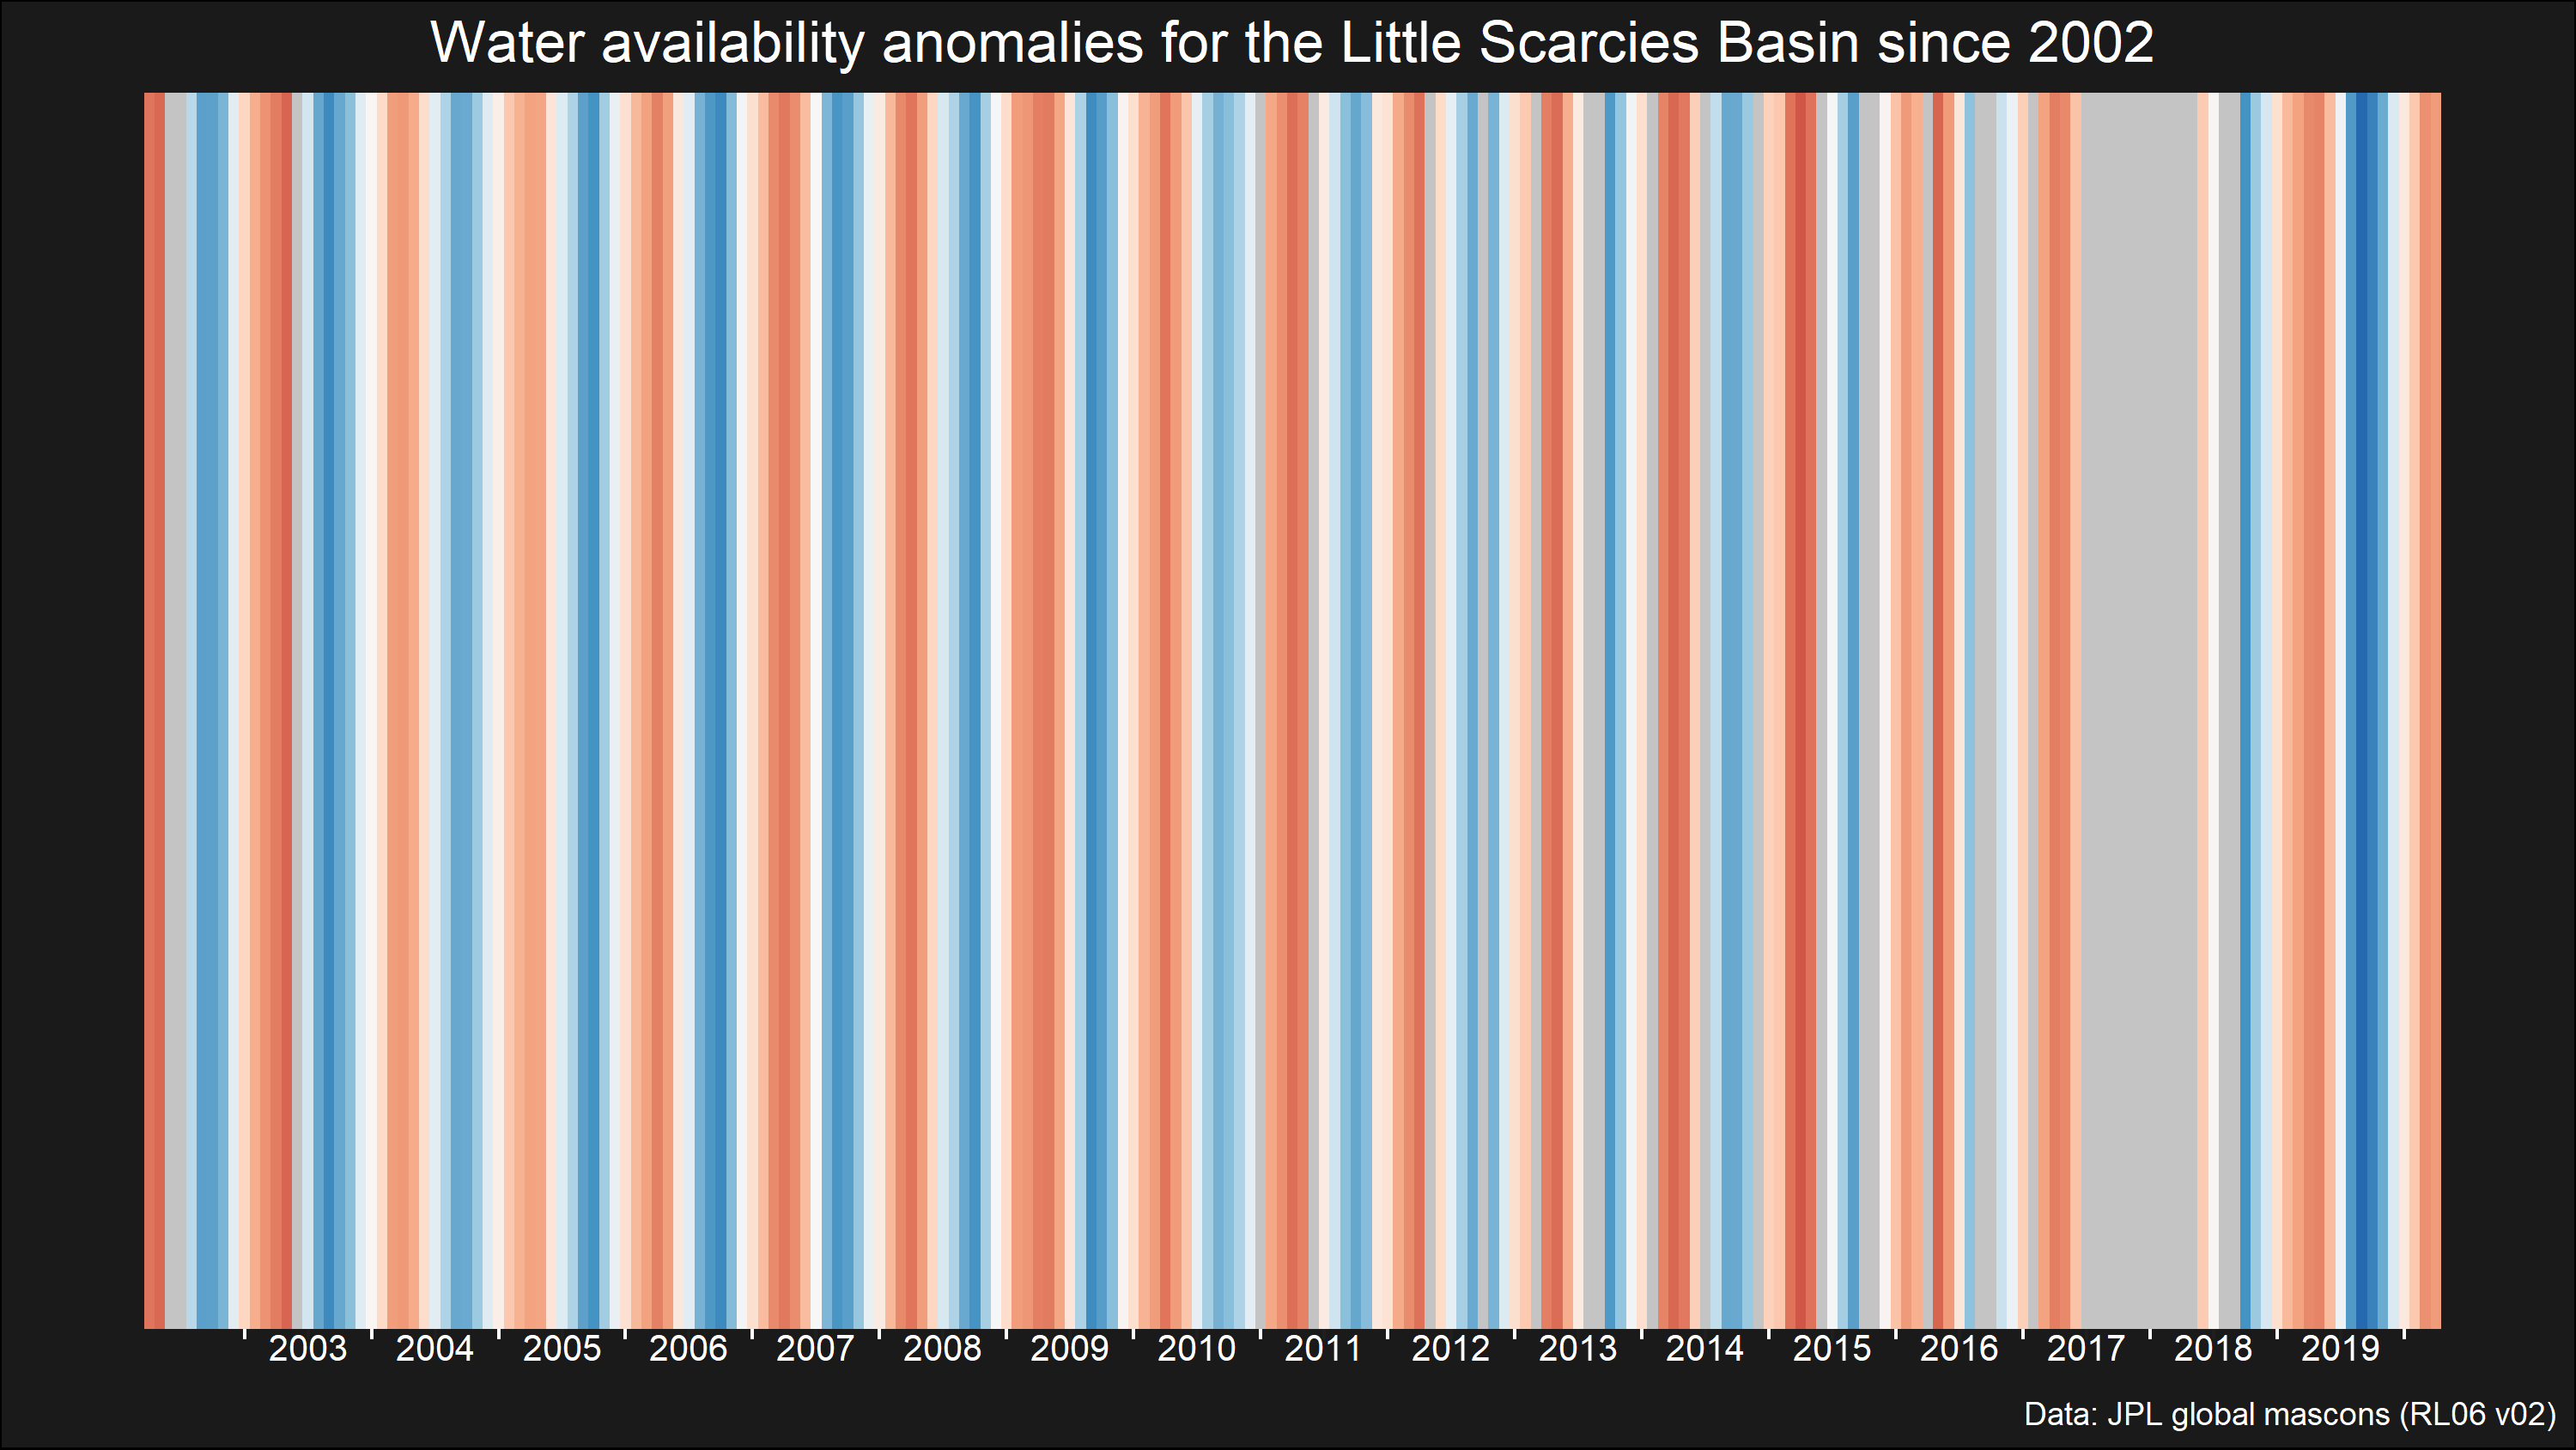 Water availability anomalies for the Little Scarcies Basin since 2002
2003 2004 2005 2006 2007 2008 2009 2010 2011 2012 2013 2014 2015 2016 2017 2018 2019
Data: JPL global mascons (RL06 v02)